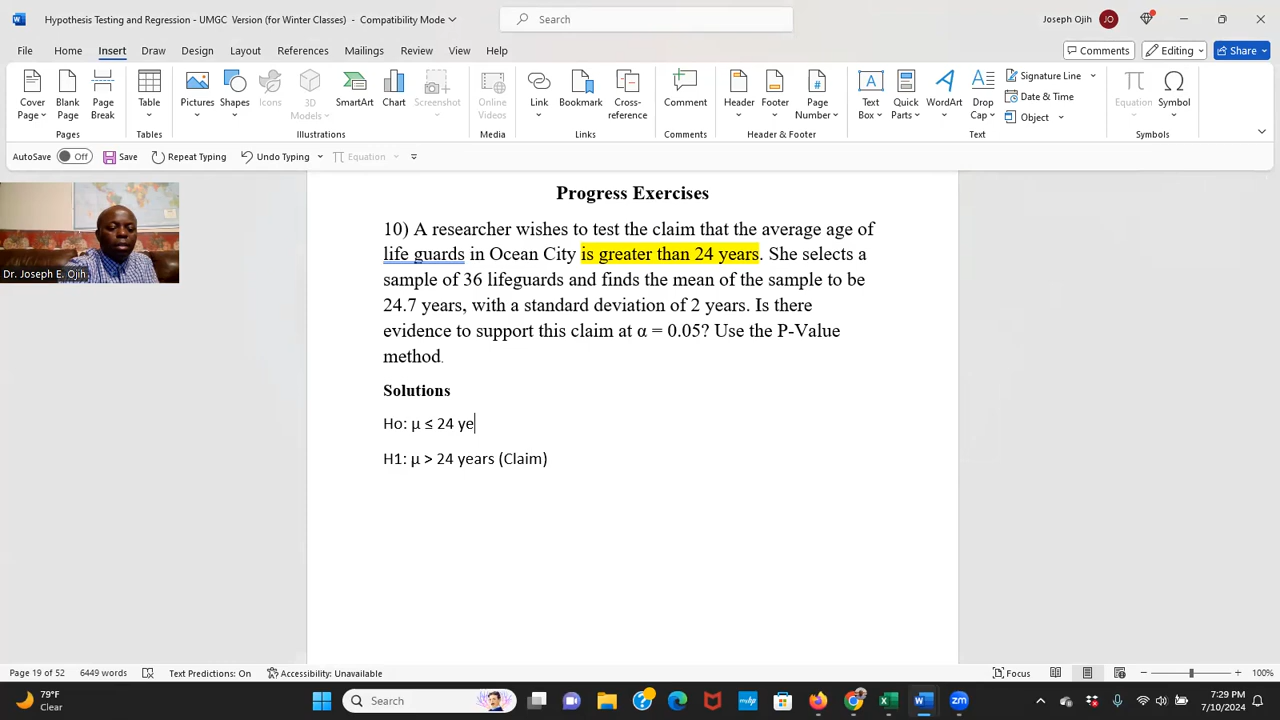 Hypothesis Testing and Regression - UMGC  Version (for Winter Classes) - Compatibility Mode
Search
Joseph Ojih JO
File Home Insert Draw Design Layout References Mailings Review View Help
Comments Editing Share
Cover Page Blank Page Page Break
Pages
Table
Tables
Pictures Shapes Icons 3D Models SmartArt Chart Screenshot
Illustrations
Online Videos
Media
Link Bookmark Cross-reference
Links
Comment
Comments
Header Footer Page Number
Header & Footer
Text Box Quick Parts WordArt Drop Cap
Signature Line
Date & Time
Object
Text
Equation Symbol
Symbols
AutoSave Off Save Repeat Typing Undo Typing Equation
Dr. Joseph E. Ojih
Progress Exercises
10) A researcher wishes to test the claim that the average age of
life guards in Ocean City is greater than 24 years. She selects a
sample of 36 lifeguards and finds the mean of the sample to be
24.7 years, with a standard deviation of 2 years. Is there
evidence to support this claim at α = 0.05? Use the P-Value
method.
Solutions
Ho: µ ≤ 24 ye
H1: µ > 24 years (Claim)
Page 19 of 52 6449 words Text Predictions: On Accessibility: Unavailable Focus 100%
79°F
Clear
Search
7:29 PM
7/10/2024